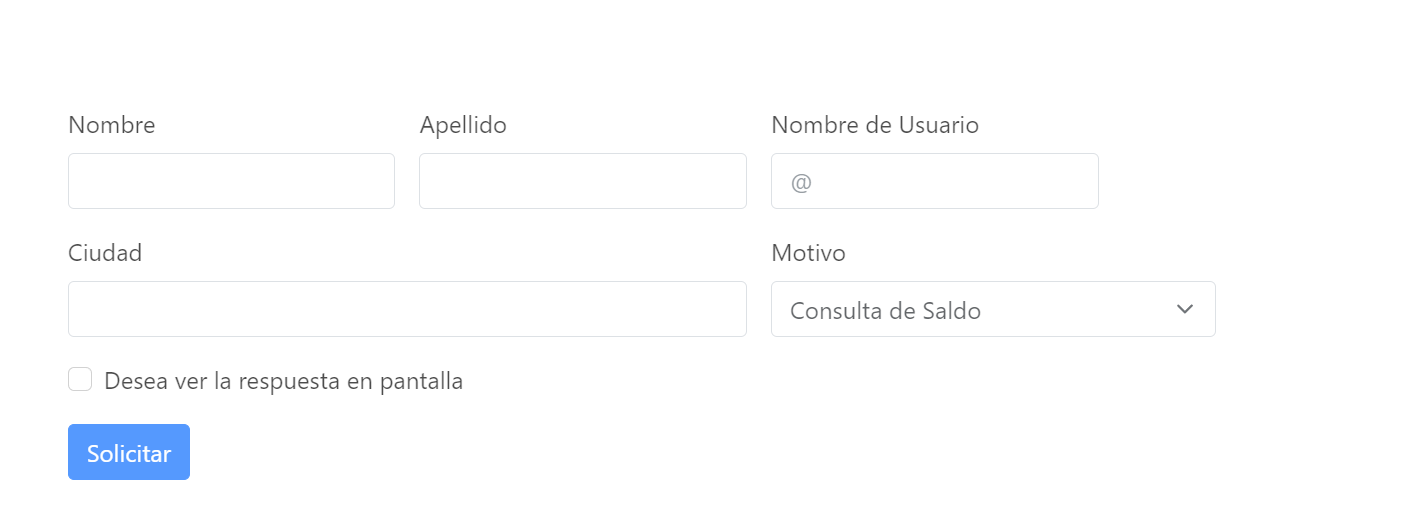 Nombre Apellido Nombre de Usuario
@
Ciudad Motivo
Consulta de Saldo
Desea ver la respuesta en pantalla
Solicitar